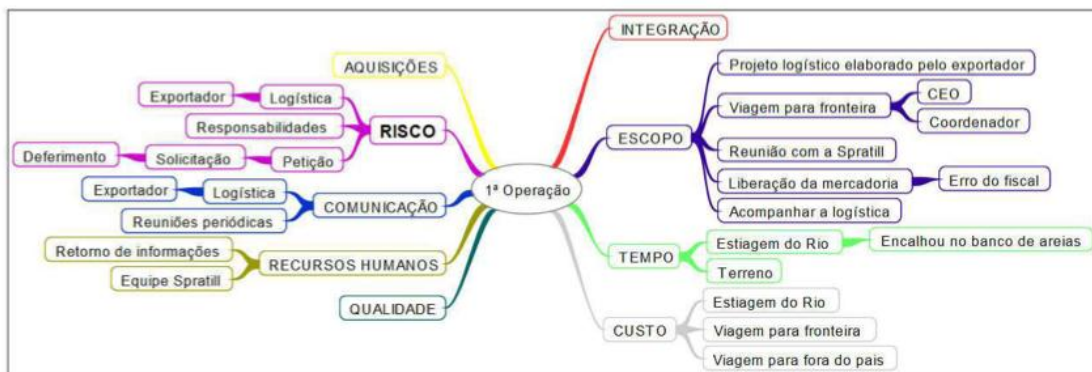 1ª Operação
INTEGRAÇÃO
ESCOPO
Projeto logístico elaborado pelo exportador
Viagem para fronteira
CEO
Coordenador
Reunião com a Spratill
Liberação da mercadoria
Erro do fiscal
Acompanhar a logística
TEMPO
Estiagem do Rio
Encalhou no banco de areias
Terreno
CUSTO
Estiagem do Rio
Viagem para fronteira
Viagem para fora do pais
AQUISIÇÕES
RISCO
Logística
Exportador
Responsabilidades
Petição
Solicitação
Deferimento
COMUNICAÇÃO
Logística
Exportador
Reuniões periódicas
RECURSOS HUMANOS
Retorno de informações
Equipe Spratill
QUALIDADE